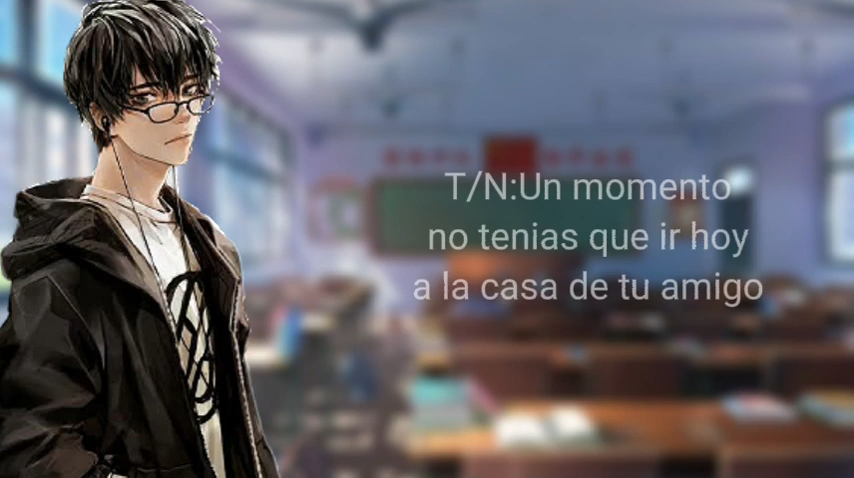 T/N:Un momento
no tenias que ir hoy
a la casa de tu amigo